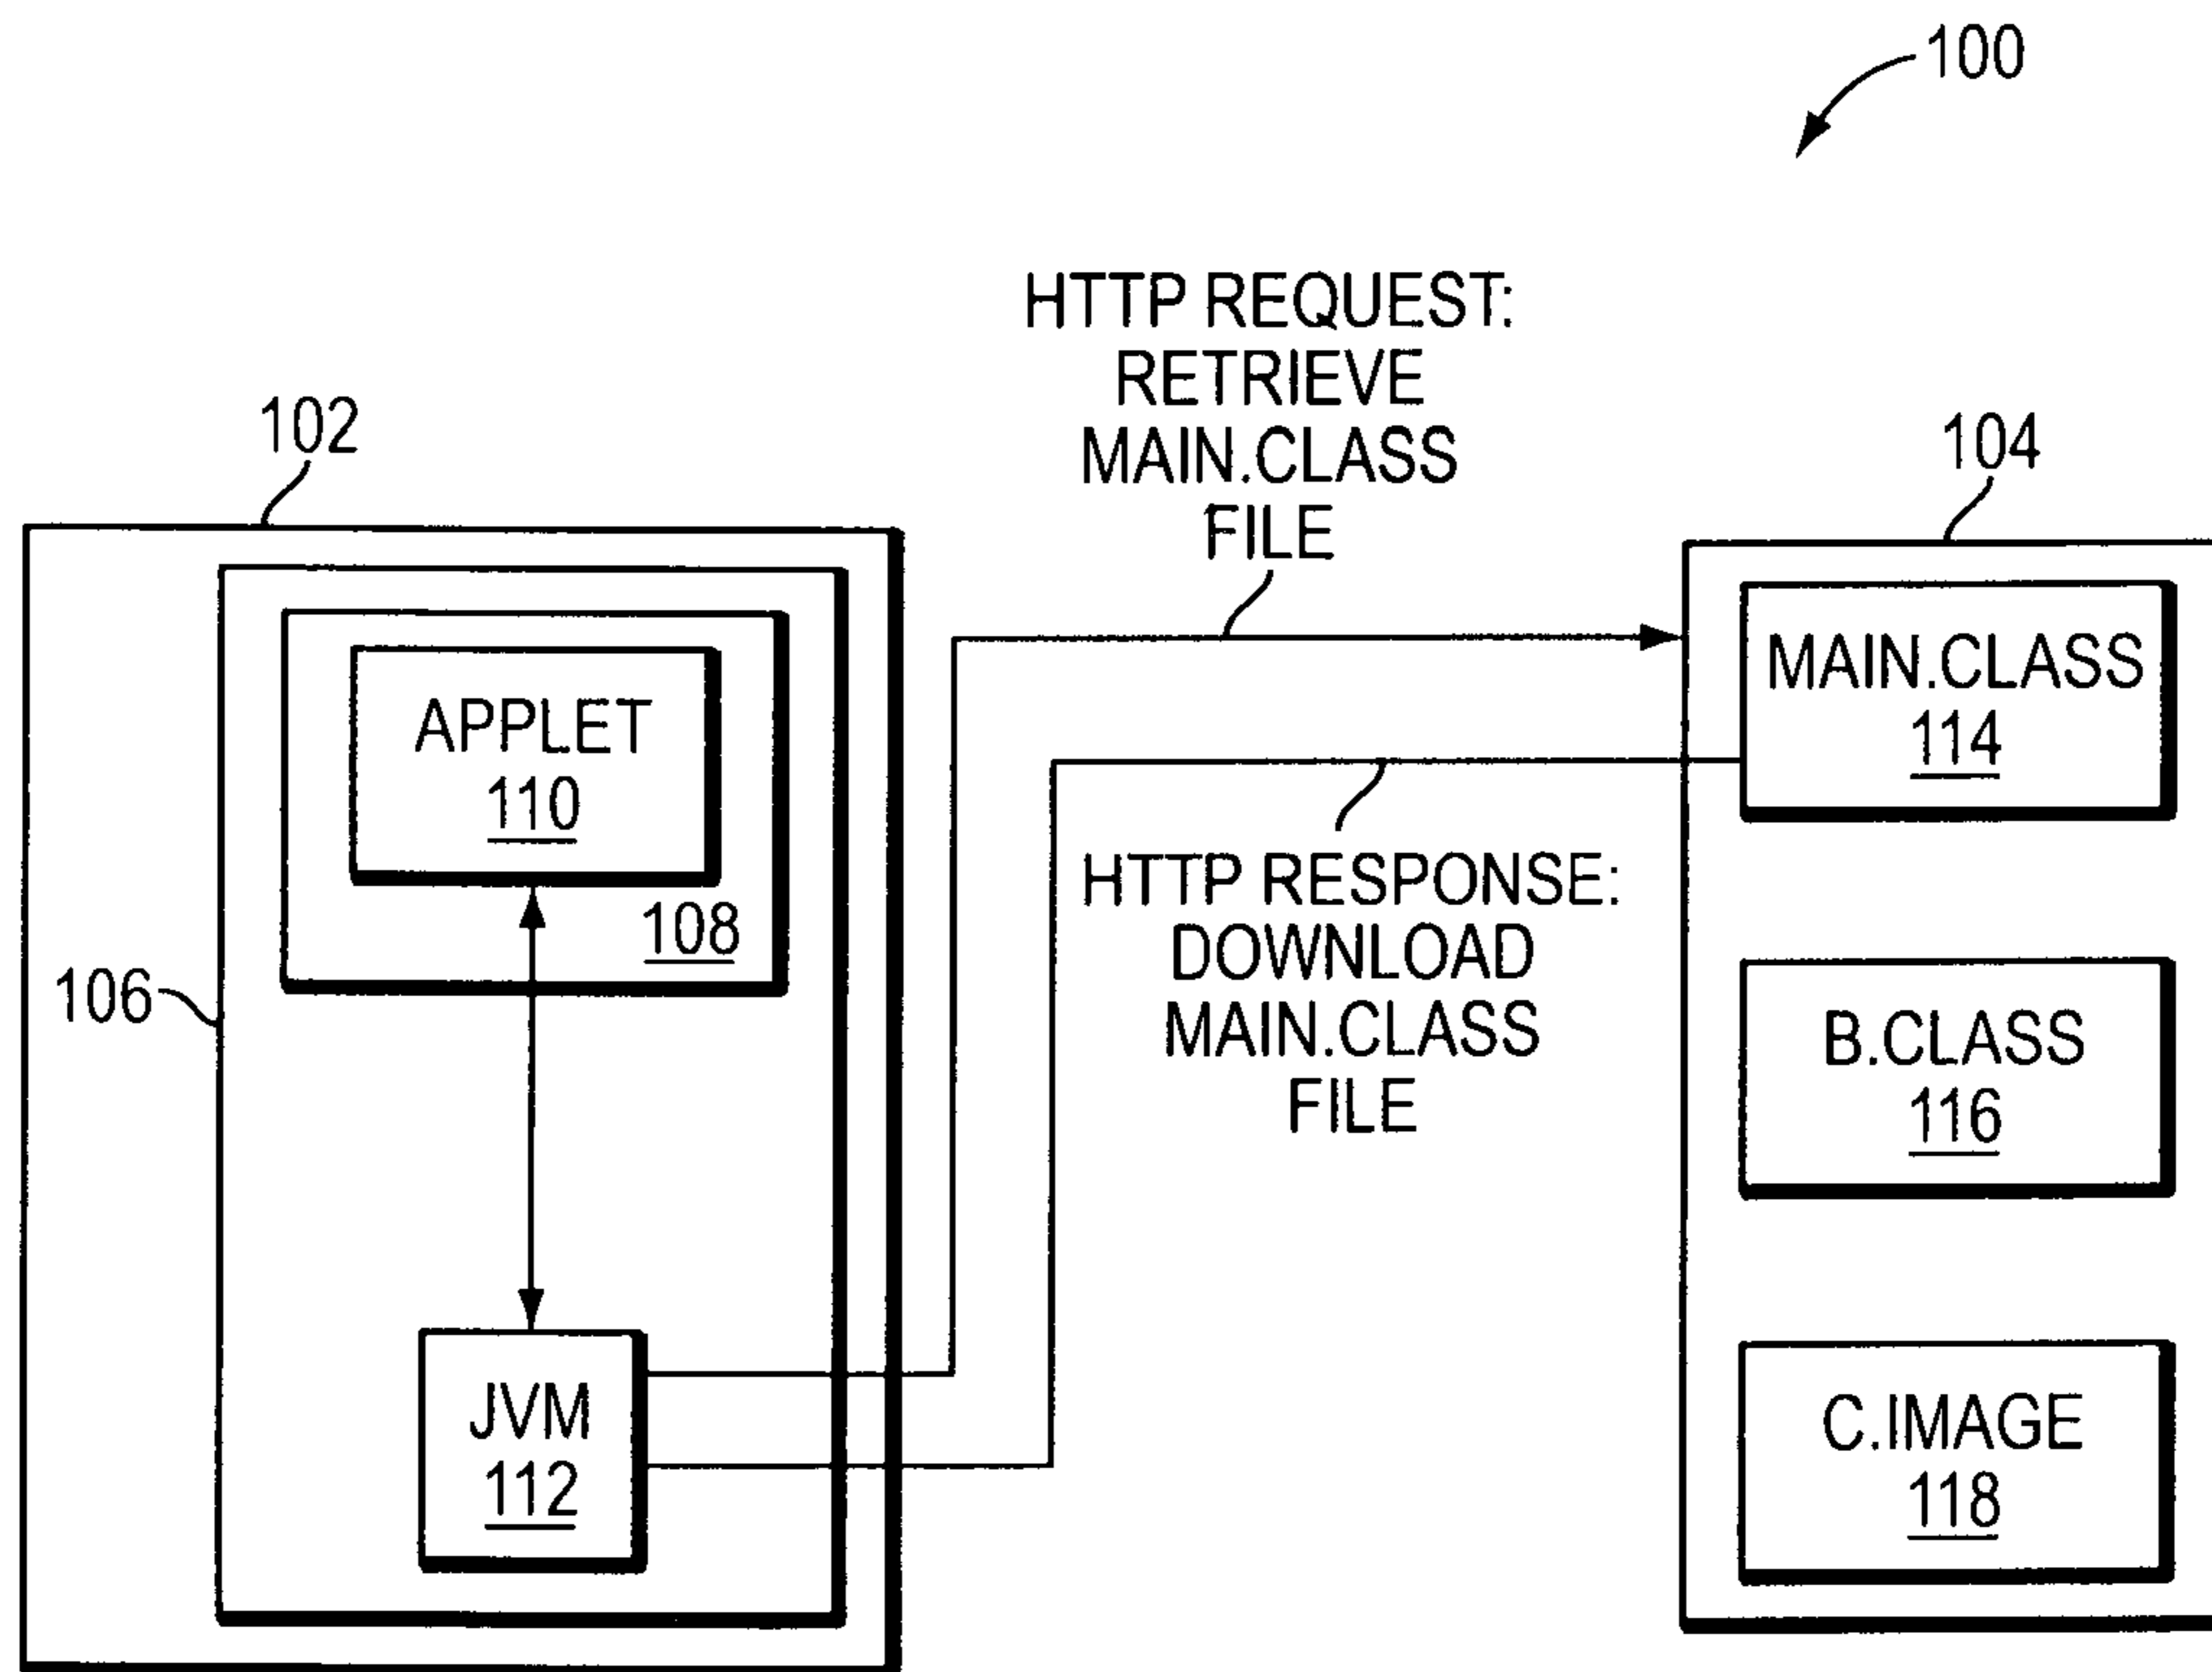 100
HTTP REQUEST:
RETRIEVE
MAIN.CLASS
FILE
102
104
APPLET
110
108
106
JVM
112
HTTP RESPONSE:
DOWNLOAD
MAIN.CLASS
FILE
MAIN.CLASS
114
B.CLASS
116
C.IMAGE
118